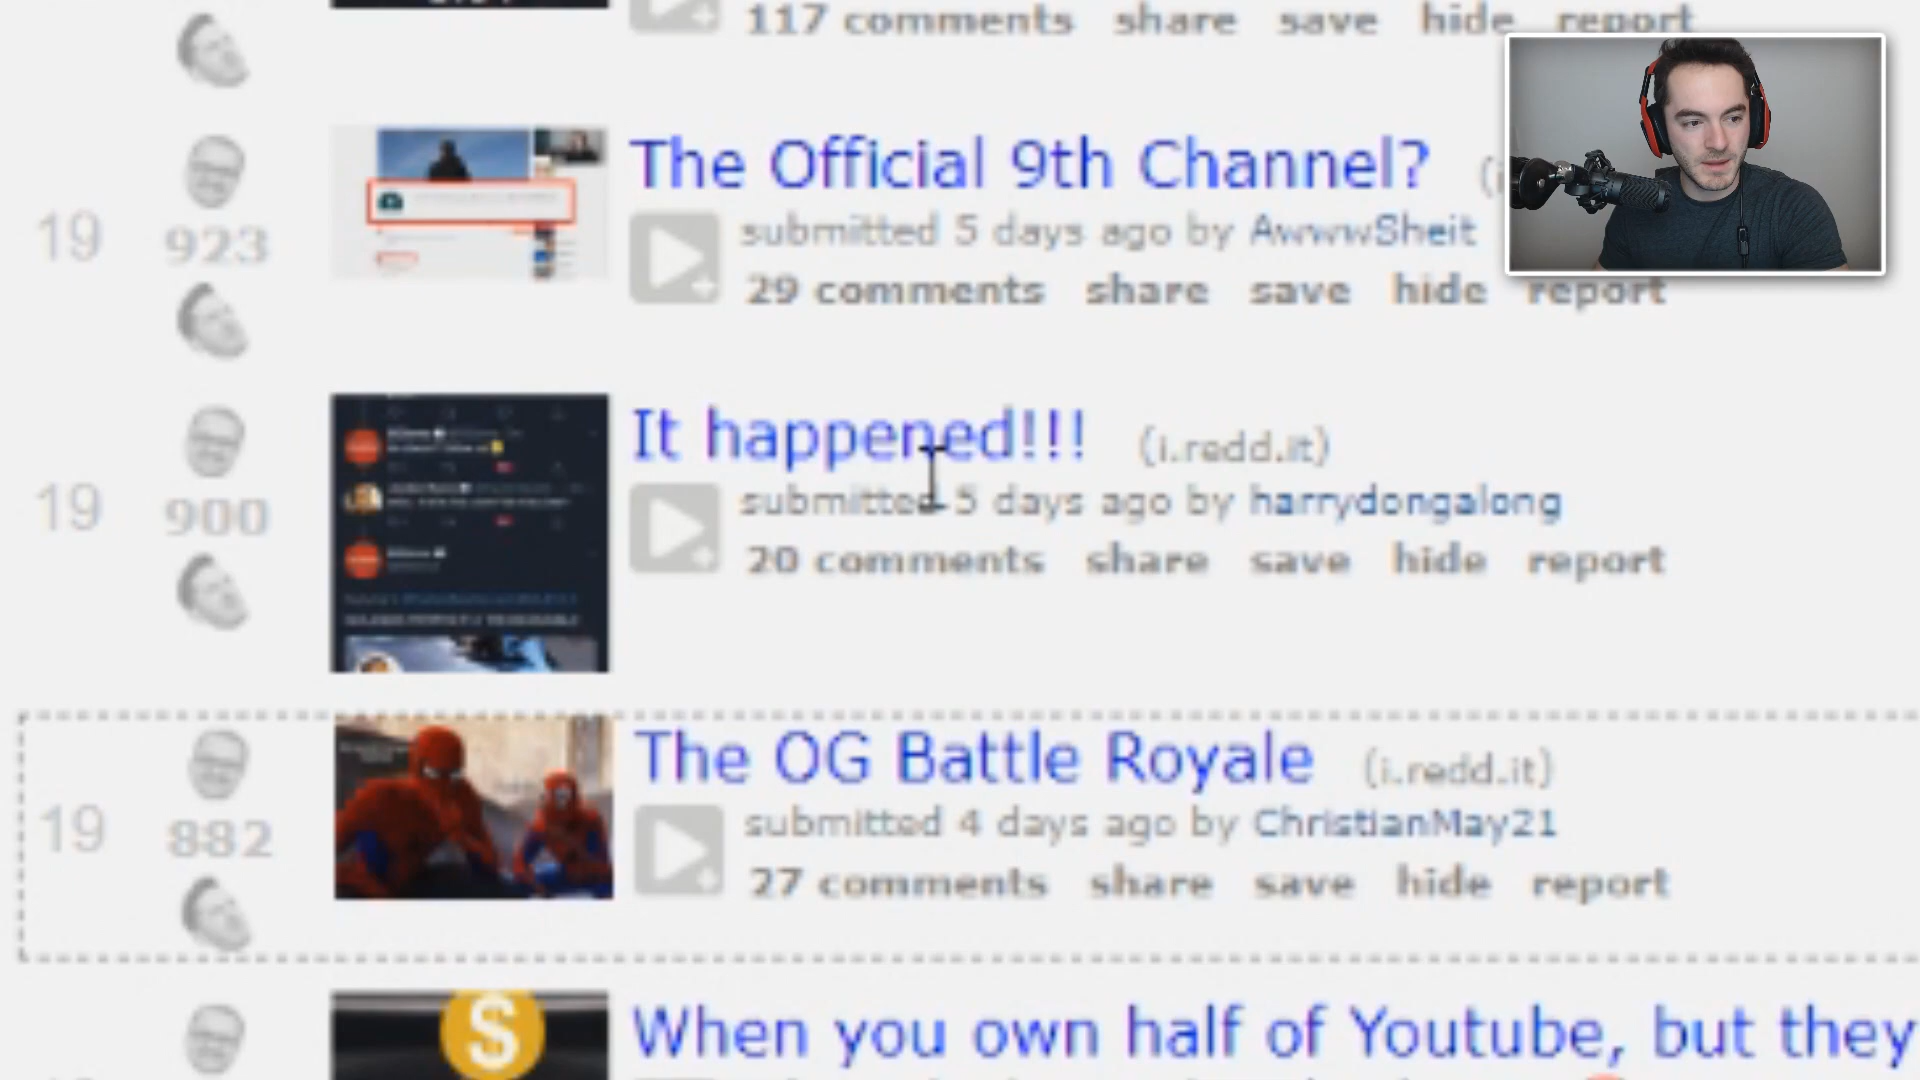 117 comments share save hide report
The Official 9th Channel?
19
923
submitted 5 days ago by AwwwSheit
29 comments share save hide report
It happened!!! (i.redd.it)
19
900
submitted 5 days ago by harrydongalong
20 comments share save hide report
The OG Battle Royale (i.redd.it)
19
882
submitted 4 days ago by ChristianMay21
27 comments share save hide report
S
When you own half of Youtube, but they